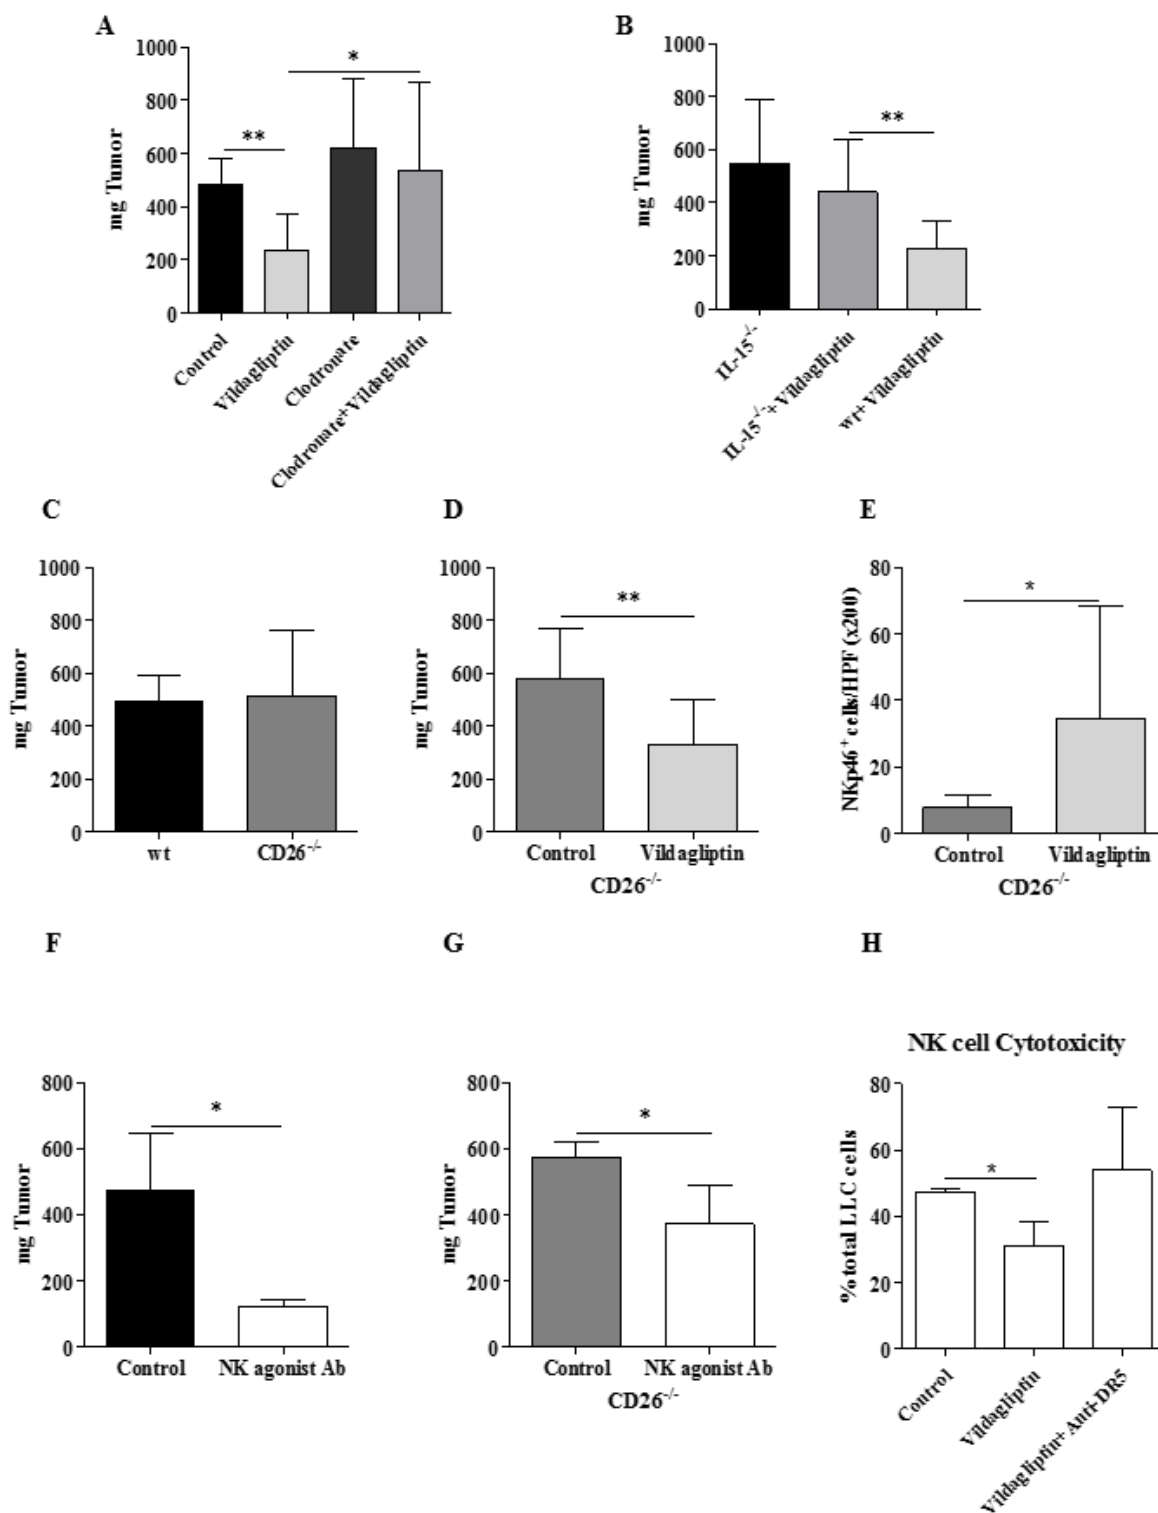 A
mg Tumor
1000
800
600
400
200
0
**
*
Control
Vildagliptin
Clodronate
Clodronate+Vildagliptin
B
mg Tumor
1000
800
600
400
200
0
**
IL-15-/-
IL-15-/-+Vildagliptin
wt+Vildagliptin
C
mg Tumor
1000
800
600
400
200
0
wt
CD26-/-
D
mg Tumor
1000
800
600
400
200
0
**
Control
Vildagliptin
CD26-/-
E
NKp46+ cells/HPF (x200)
80
60
40
20
0
*
Control
Vildagliptin
CD26-/-
F
mg Tumor
800
600
400
200
0
*
Control
NK agonist Ab
G
mg Tumor
800
600
400
200
0
*
Control
NK agonist Ab
CD26-/-
H
NK cell Cytotoxicity
% total LLC cells
80
60
40
20
0
*
Control
Vildagliptin
Vildagliptin+Anti-DR5